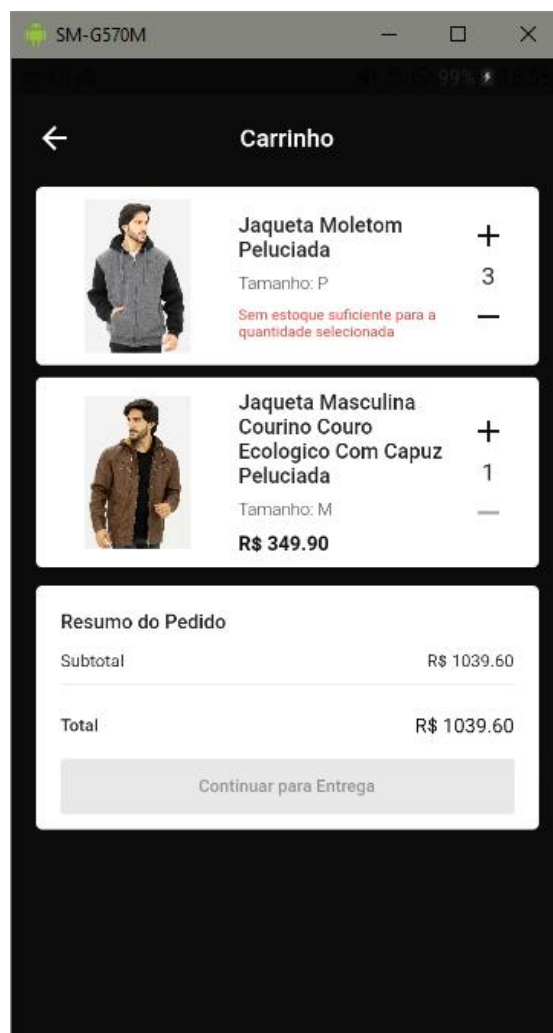 SM-G570M
99%
Carrinho
Jaqueta Moletom
Peluciada
Tamanho: P
3
Sem estoque suficiente para a
quantidade selecionada
Jaqueta Masculina
Courino Couro
Ecologico Com Capuz
Peluciada
1
Tamanho: M
R$ 349.90
Resumo do Pedido
Subtotal R$ 1039.60
Total R$ 1039.60
Continuar para Entrega